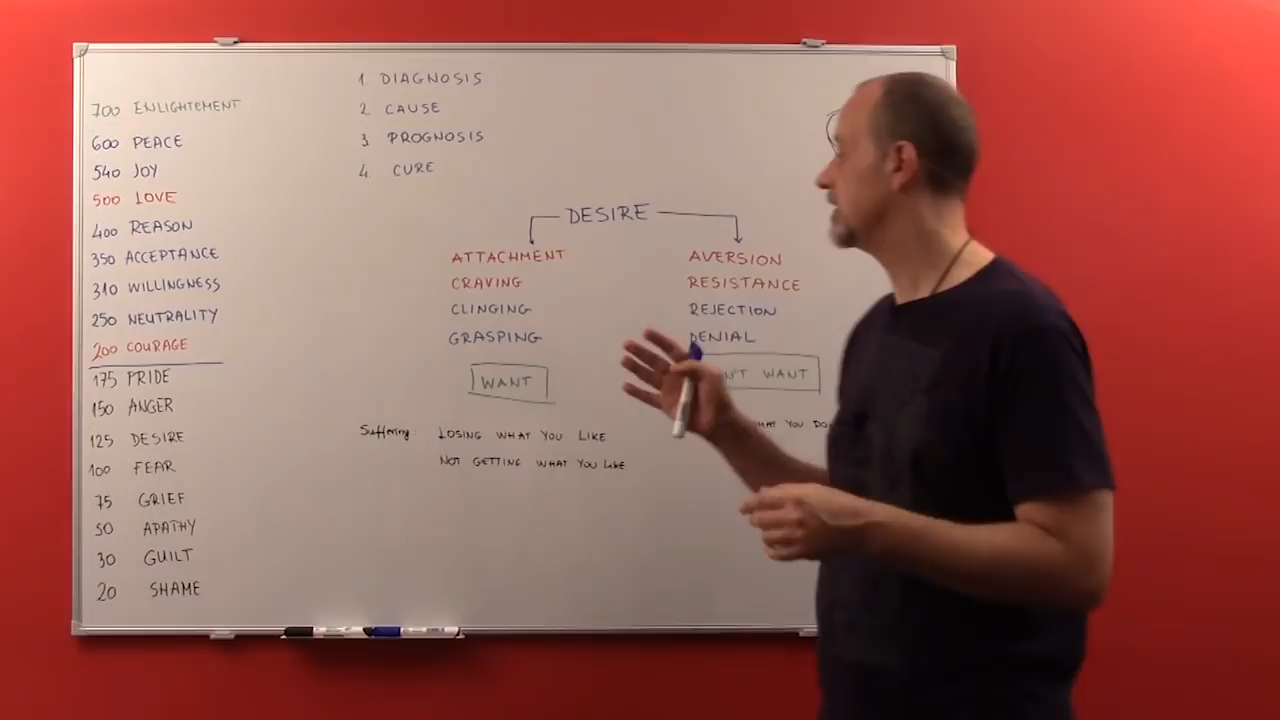 700 ENLIGHTEMENT
600 PEACE
540 JOY
500 LOVE
400 REASON
350 ACCEPTANCE
310 WILLINGNESS
250 NEUTRALITY
200 COURAGE
175 PRIDE
150 ANGER
125 DESIRE
100 FEAR
75 GRIEF
50 APATHY
30 GUILT
20 SHAME
1. DIAGNOSIS
2. CAUSE
3. PROGNOSIS
4. CURE
DESIRE
ATTACHMENT
CRAVING
CLINGING
GRASPING
WANT
AVERSION
RESISTANCE
REJECTION
DENIAL
N'T WANT
Suffering: LOSING WHAT YOU LIKE
NOT GETTING WHAT YOU LIKE
YOU